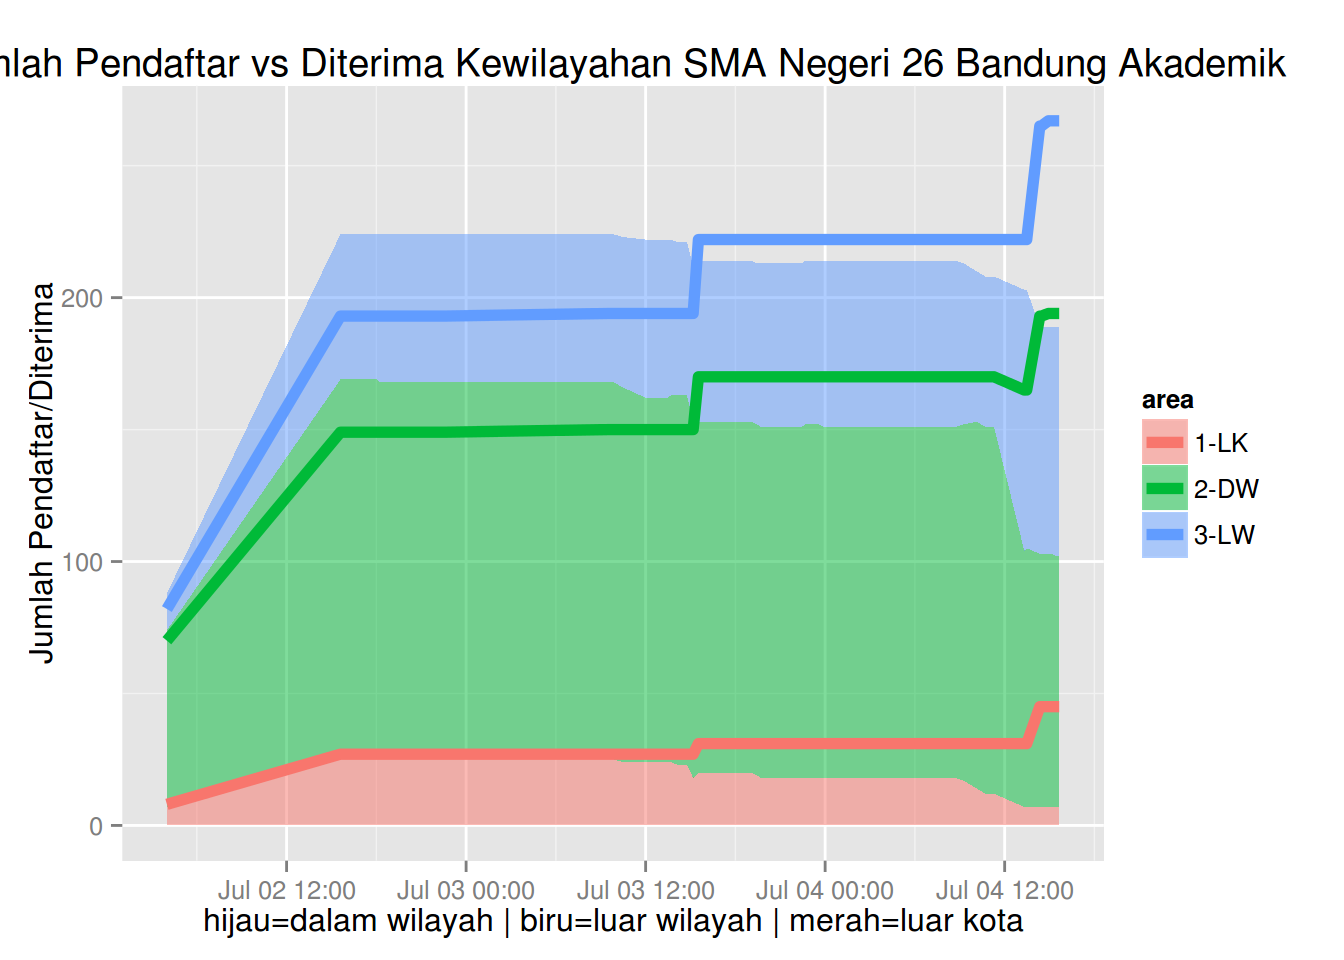 Pendaftar vs Diterima Kewilayahan SMA Negeri 26 Bandung Akademik
Jumlah Pendaftar/Diterima
200
100
0
Jul 02 12:00
Jul 03 00:00
Jul 03 12:00
Jul 04 00:00
Jul 04 12:00
hijau=dalam wilayah | biru=luar wilayah | merah=luar kota
area
1-LK
2-DW
3-LW